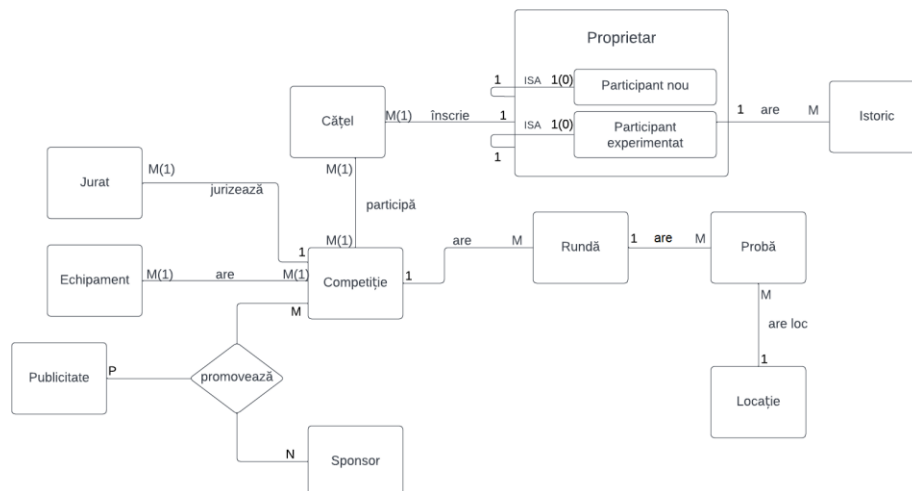 Proprietar
1 ISA 1(0)
Participant nou
Cățel
M(1) înscrie 1
ISA 1(0)
Participant
experimentat
1
1 are M
Istoric
Jurat
M(1)
jurizează
M(1)
participă
M(1)
1
Echipament
M(1) are M(1)
Competiție
1
are M
Rundă
1 are M
Probă
M
M
are loc
1
Publicitate
P
promovează
Locație
N
Sponsor